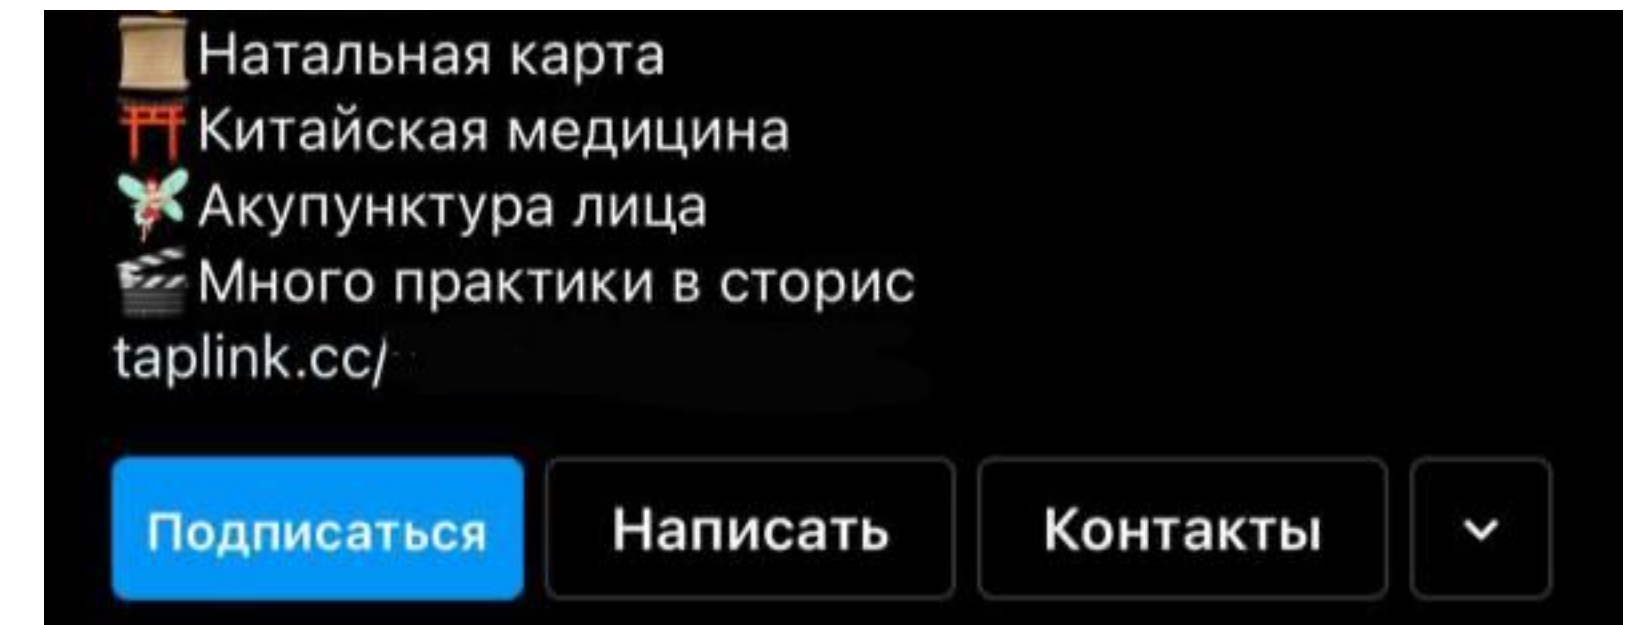 Натальная карта
Китайская медицина
Акупунктура лица
Много практики в сторис
taplink.cc/
Подписаться
Написать
Контакты